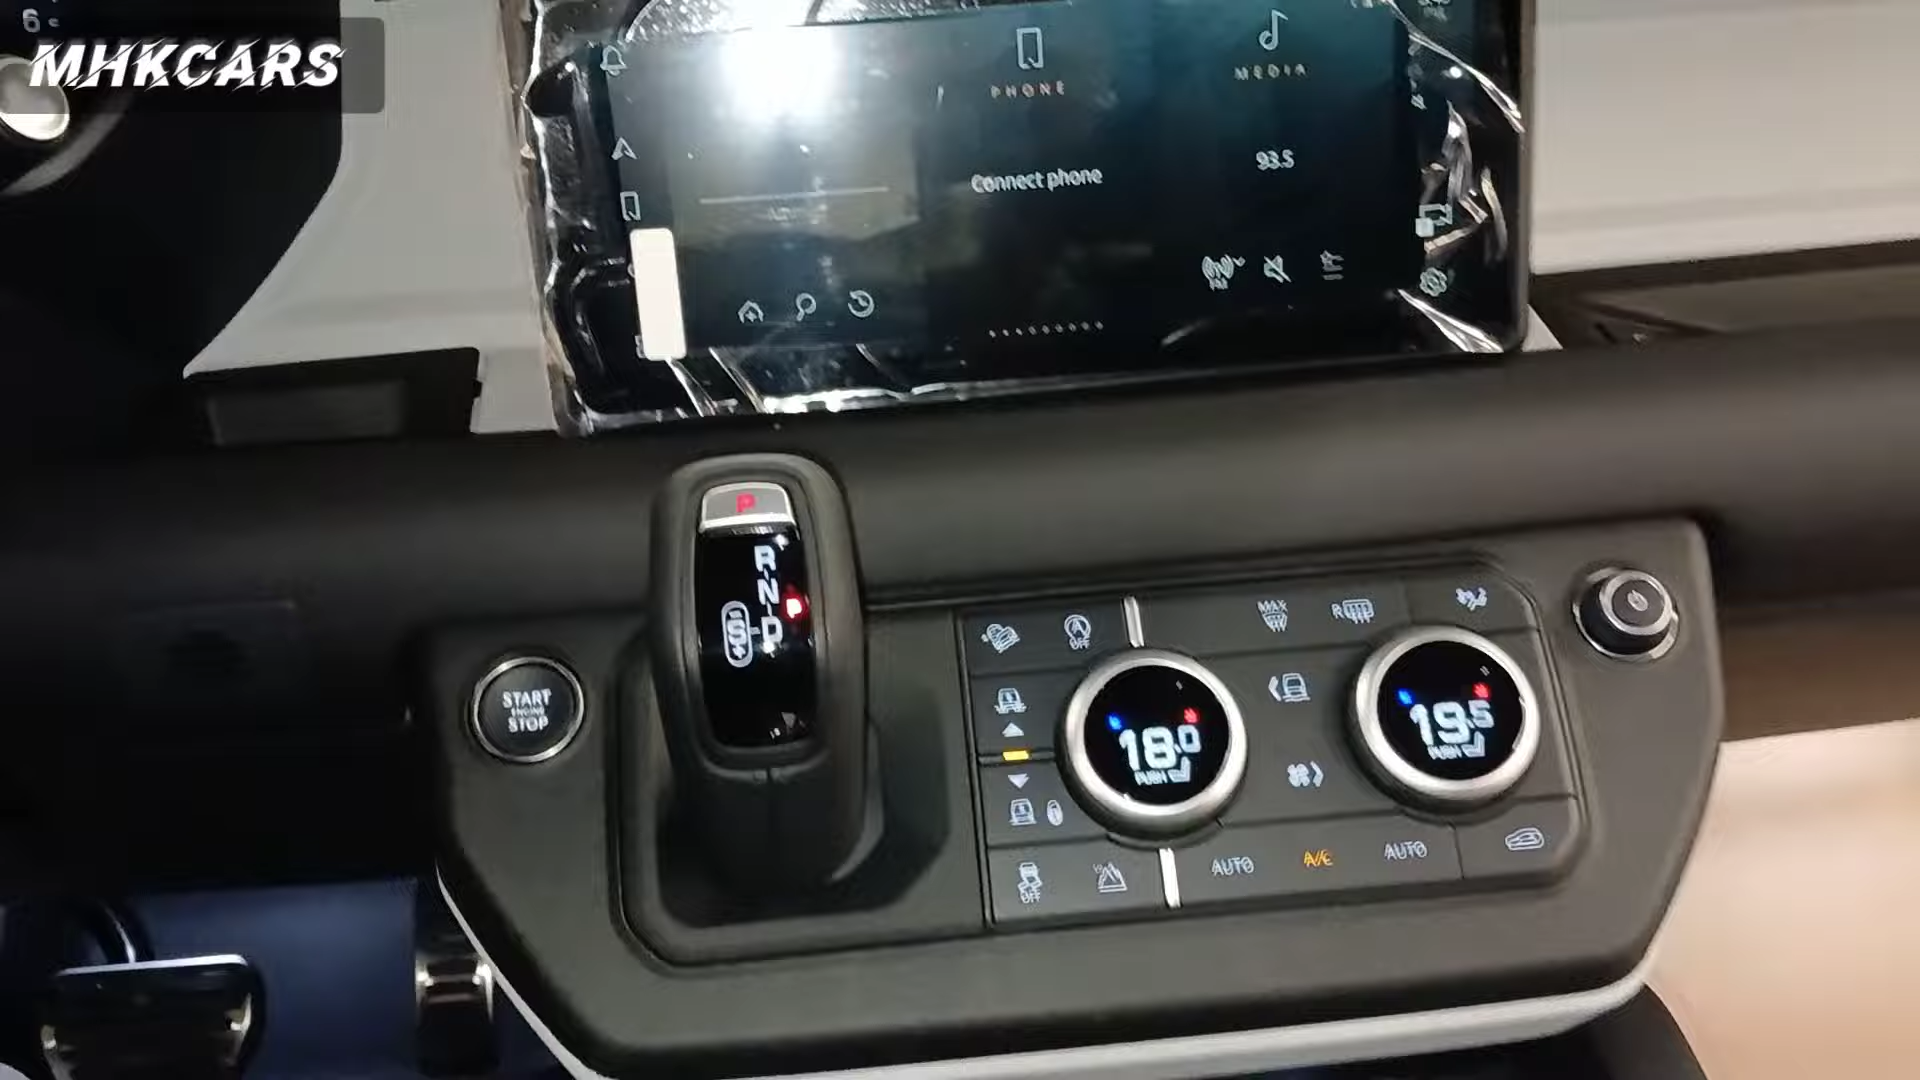 MHKCARS
PHONE
MEDIA
Connect phone
93.5
P
R
N
D
S
START
ENGINE
STOP
OFF
MAX
R
18.0
PUSH
19.5
PUSH
OFF
AUTO
A/C
AUTO